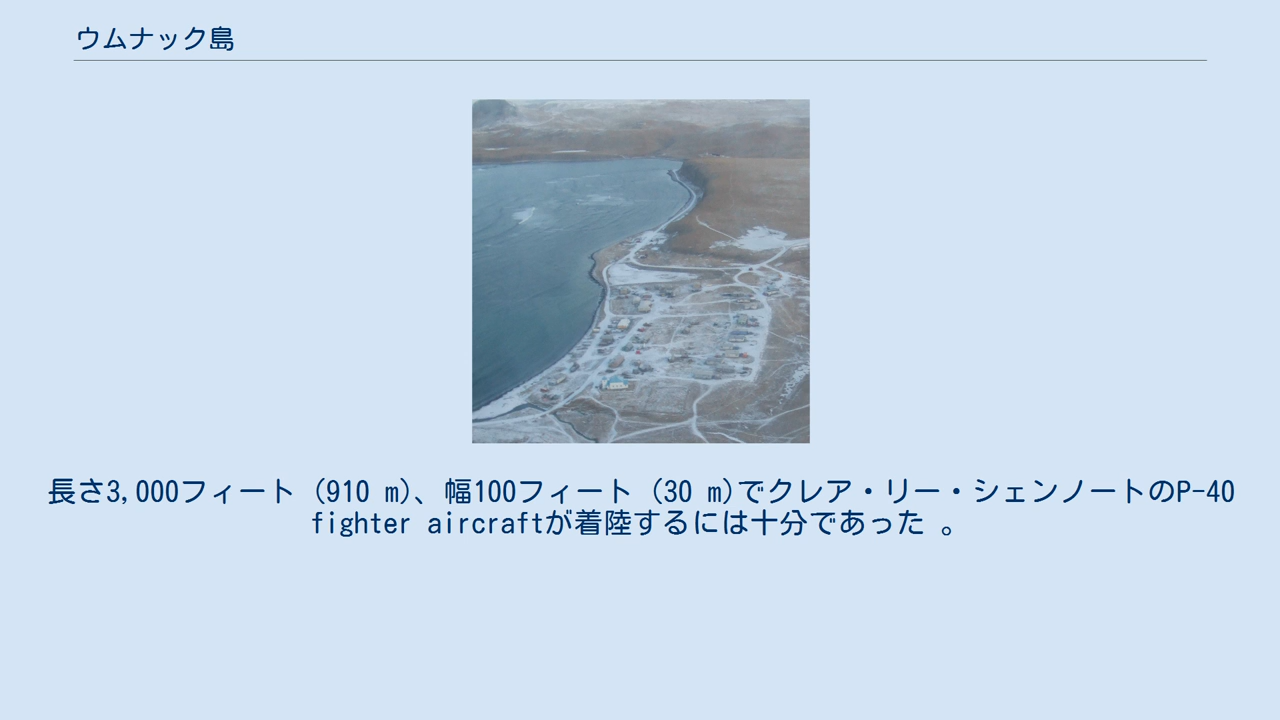 ウムナック島
長さ3,000フィート (910 m)、幅100フィート (30 m)でクレア・リー・シェンノートのP-40
fighter aircraftが着陸するには十分であった 。